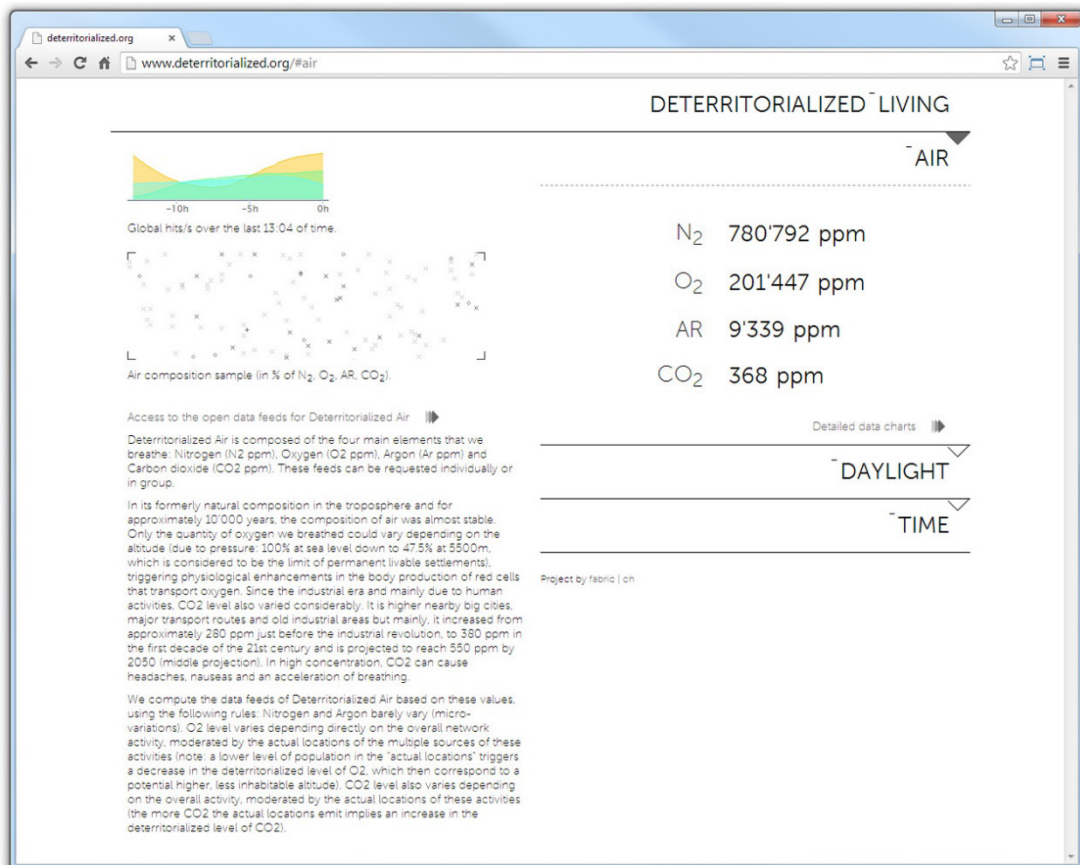 deterritorialized.org
www.deterritorialized.org/#air
DETERRITORIALIZED¯LIVING
¯AIR
-10h -5h 0h
Global hits/s over the last 13:04 of time.
Air composition sample (in % of N₂, O₂, AR, CO₂).
N₂ 780'792 ppm
O₂ 201'447 ppm
AR 9'339 ppm
CO₂ 368 ppm
Detailed data charts
Access to the open data feeds for Deterritorialized Air
Deterritorialized Air is composed of the four main elements that we
breathe: Nitrogen (N2 ppm), Oxygen (O2 ppm), Argon (Ar ppm) and
Carbon dioxide (CO2 ppm). These feeds can be requested individually or
in group.
In its formerly natural composition in the troposphere and for
approximately 10'000 years, the composition of air was almost stable.
Only the quantity of oxygen we breathed could vary depending on the
altitude (due to pressure: 100% at sea level down to 47.5% at 5500m,
which is considered to be the limit of permanent livable settlements),
triggering physiological enhancements in the body production of red cells
that transport oxygen. Since the industrial era and mainly due to human
activities, CO2 level also varied considerably. It is higher nearby big cities,
major transport routes and old industrial areas but mainly, it increased from
approximately 280 ppm just before the industrial revolution, to 380 ppm in
the first decade of the 21st century and is projected to reach 550 ppm by
2050 (middle projection). In high concentration, CO2 can cause
headaches, nauseas and an acceleration of breathing.
We compute the data feeds of Deterritorialized Air based on these values,
using the following rules: Nitrogen and Argon barely vary (micro-
variations). O2 level varies depending directly on the overall network
activity, moderated by the actual locations of the multiple sources of these
activities (note: a lower level of population in the "actual locations" triggers
a decrease in the deterritorialized level of O2, which then correspond to a
potential higher, less inhabitable altitude). CO2 level also varies depending
on the overall activity, moderated by the actual locations of these activities
(the more CO2 the actual locations emit implies an increase in the
deterritorialized level of CO2).
¯DAYLIGHT
¯TIME
Project by fabric | ch